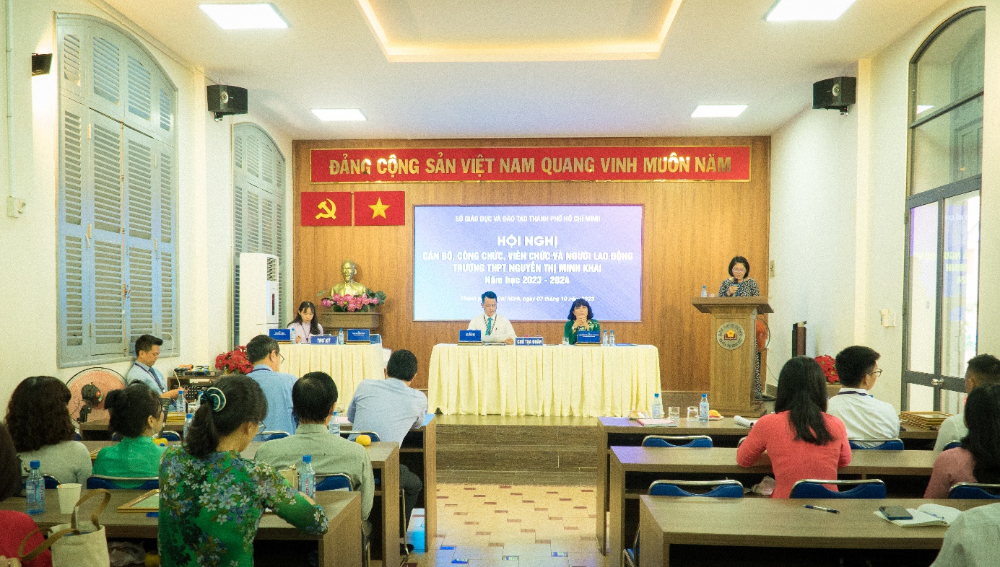 ĐẢNG CỘNG SẢN VIỆT NAM QUANG VINH MUÔN NĂM
SỞ GIÁO DỤC VÀ ĐÀO TẠO THÀNH PHỐ HỒ CHÍ MINH
HỘI NGHỊ
CÁN BỘ, CÔNG CHỨC, VIÊN CHỨC VÀ NGƯỜI LAO ĐỘNG
TRƯỜNG THPT NGUYỄN THỊ MINH KHAI
Năm học 2023 - 2024
Thành Chí Minh, ngày 07 tháng 10 năm 2023
THƯ KÝ
CHỦ TỌA ĐOÀN